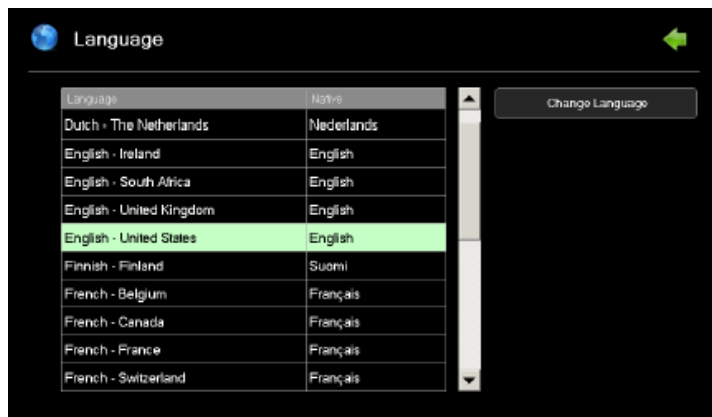 Language
Language Native
Change Language
Dutch - The Netherlands Nederlands
English - Ireland English
English - South Africa English
English - United Kingdom English
English - United States English
Finnish - Finland Suomi
French - Belgium Français
French - Canada Français
French - France Français
French - Switzerland Français